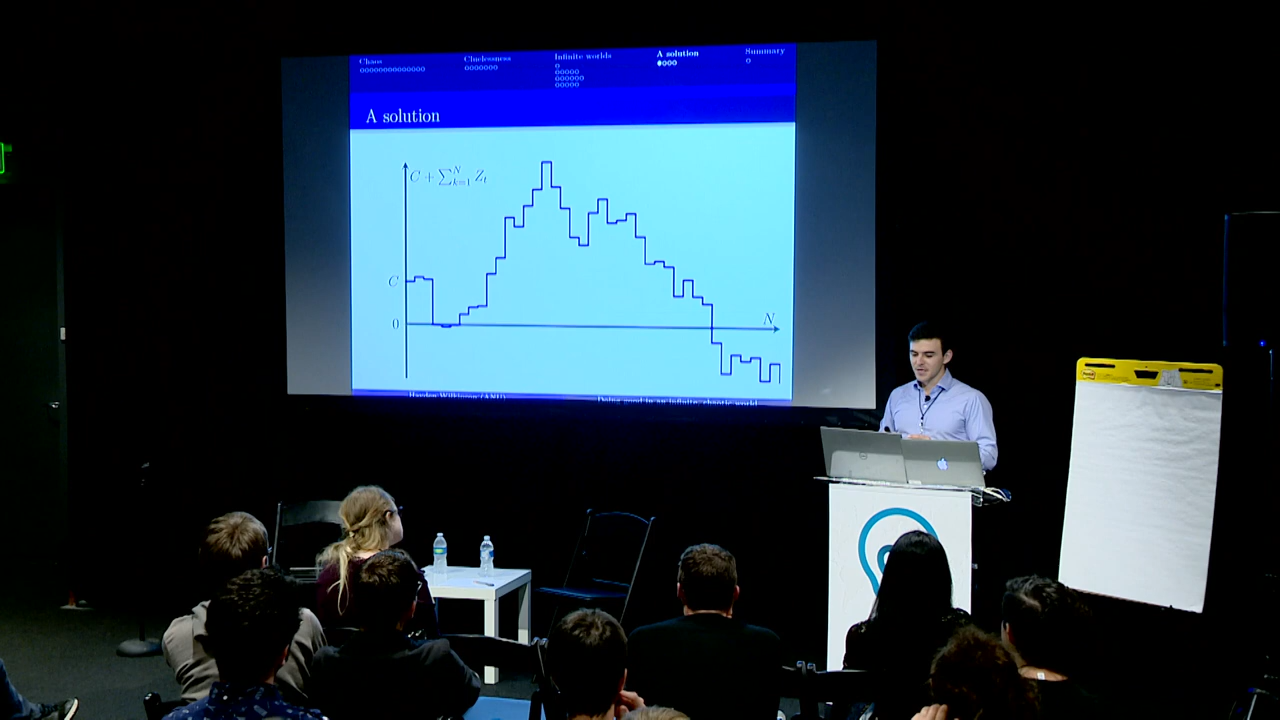 Chaos Cluelessness Infinite worlds A solution Summary
A solution
C + ∑_{k=1}^{N} Z_t
C
0
N
Hayden Wilkinson (ANU) Doing good in an infinite, chaotic world